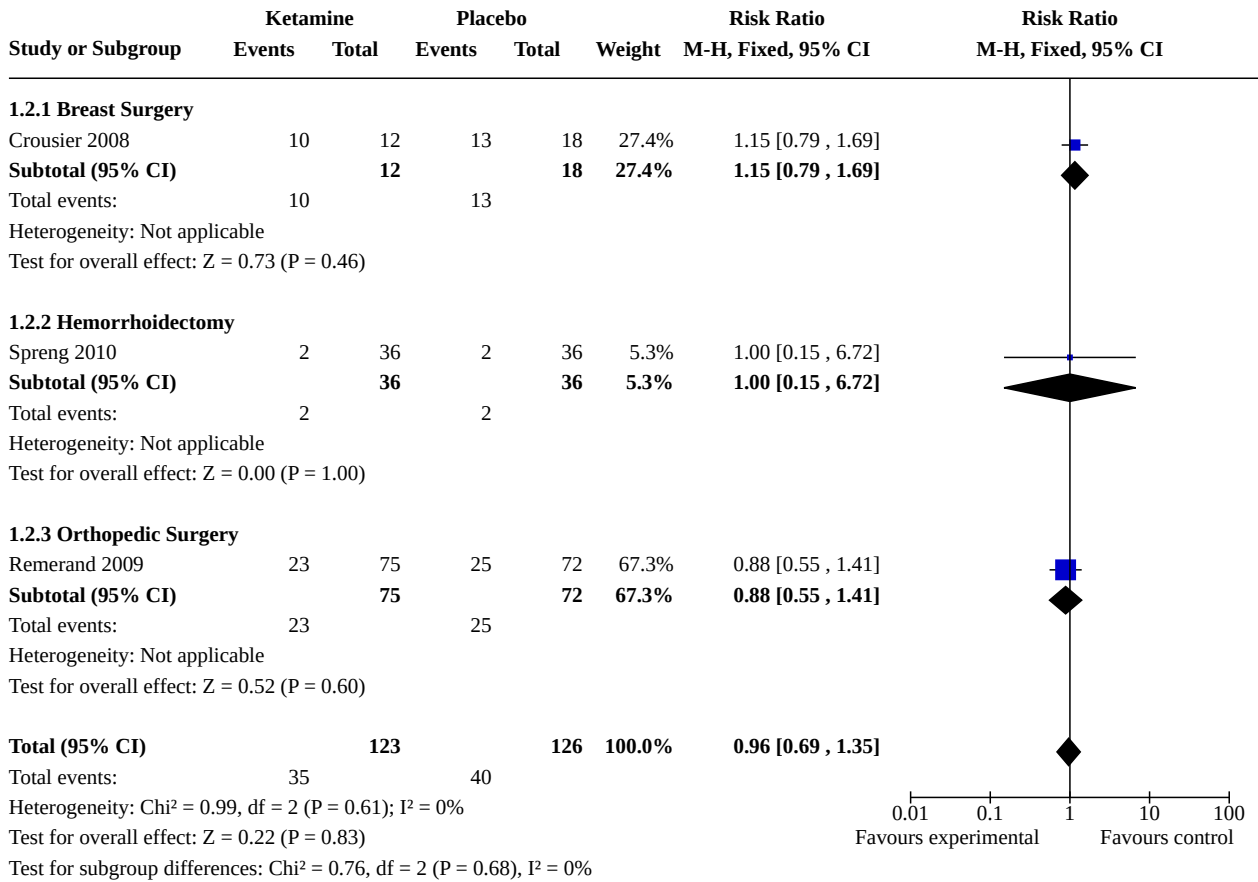 Ketamine Placebo Risk Ratio Risk Ratio
Study or Subgroup Events Total Events Total Weight M-H, Fixed, 95% CI M-H, Fixed, 95% CI
1.2.1 Breast Surgery
Crousier 2008 10 12 13 18 27.4% 1.15 [0.79 , 1.69]
Subtotal (95% CI) 12 18 27.4% 1.15 [0.79 , 1.69]
Total events: 10 13
Heterogeneity: Not applicable
Test for overall effect: Z = 0.73 (P = 0.46)
1.2.2 Hemorrhoidectomy
Spreng 2010 2 36 2 36 5.3% 1.00 [0.15 , 6.72]
Subtotal (95% CI) 36 36 5.3% 1.00 [0.15 , 6.72]
Total events: 2 2
Heterogeneity: Not applicable
Test for overall effect: Z = 0.00 (P = 1.00)
1.2.3 Orthopedic Surgery
Remerand 2009 23 75 25 72 67.3% 0.88 [0.55 , 1.41]
Subtotal (95% CI) 75 72 67.3% 0.88 [0.55 , 1.41]
Total events: 23 25
Heterogeneity: Not applicable
Test for overall effect: Z = 0.52 (P = 0.60)
Total (95% CI) 123 126 100.0% 0.96 [0.69 , 1.35]
Total events: 35 40
Heterogeneity: Chi² = 0.99, df = 2 (P = 0.61); I² = 0%
Test for overall effect: Z = 0.22 (P = 0.83)
Test for subgroup differences: Chi² = 0.76, df = 2 (P = 0.68), I² = 0%
0.01 0.1 1 10 100
Favours experimental Favours control